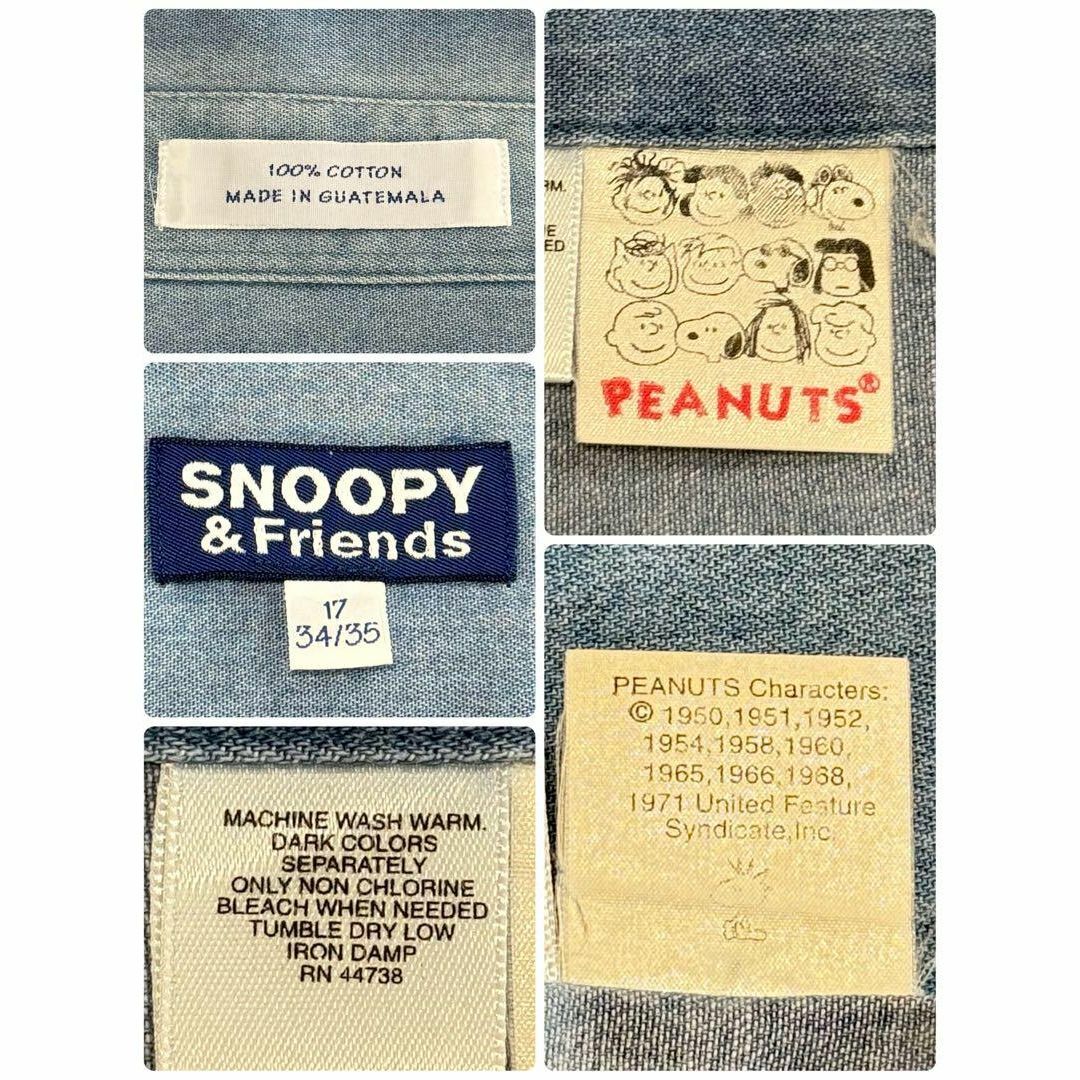 100% COTTON
MADE IN GUATEMALA
SNOOPY
& Friends
17
34/35
MACHINE WASH WARM.
DARK COLORS
SEPARATELY
ONLY NON CHLORINE
BLEACH WHEN NEEDED
TUMBLE DRY LOW
IRON DAMP
RN 44738
RM.
E
ED
PEANUTS®
PEANUTS Characters:
© 1950,1951,1952,
1954,1958,1960,
1965,1966,1968,
1971 United Feature
Syndicate,Inc.